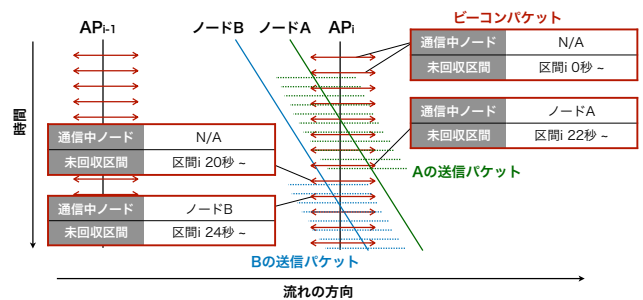 ビーコンパケット
APi-1
ノードB
ノードA
APi
通信中ノード
N/A
未回収区間
区間i 0秒 ~
時間
通信中ノード
ノードA
未回収区間
区間i 22秒 ~
通信中ノード
N/A
未回収区間
区間i 20秒 ~
Aの送信パケット
通信中ノード
ノードB
未回収区間
区間i 24秒 ~
Bの送信パケット
流れの方向